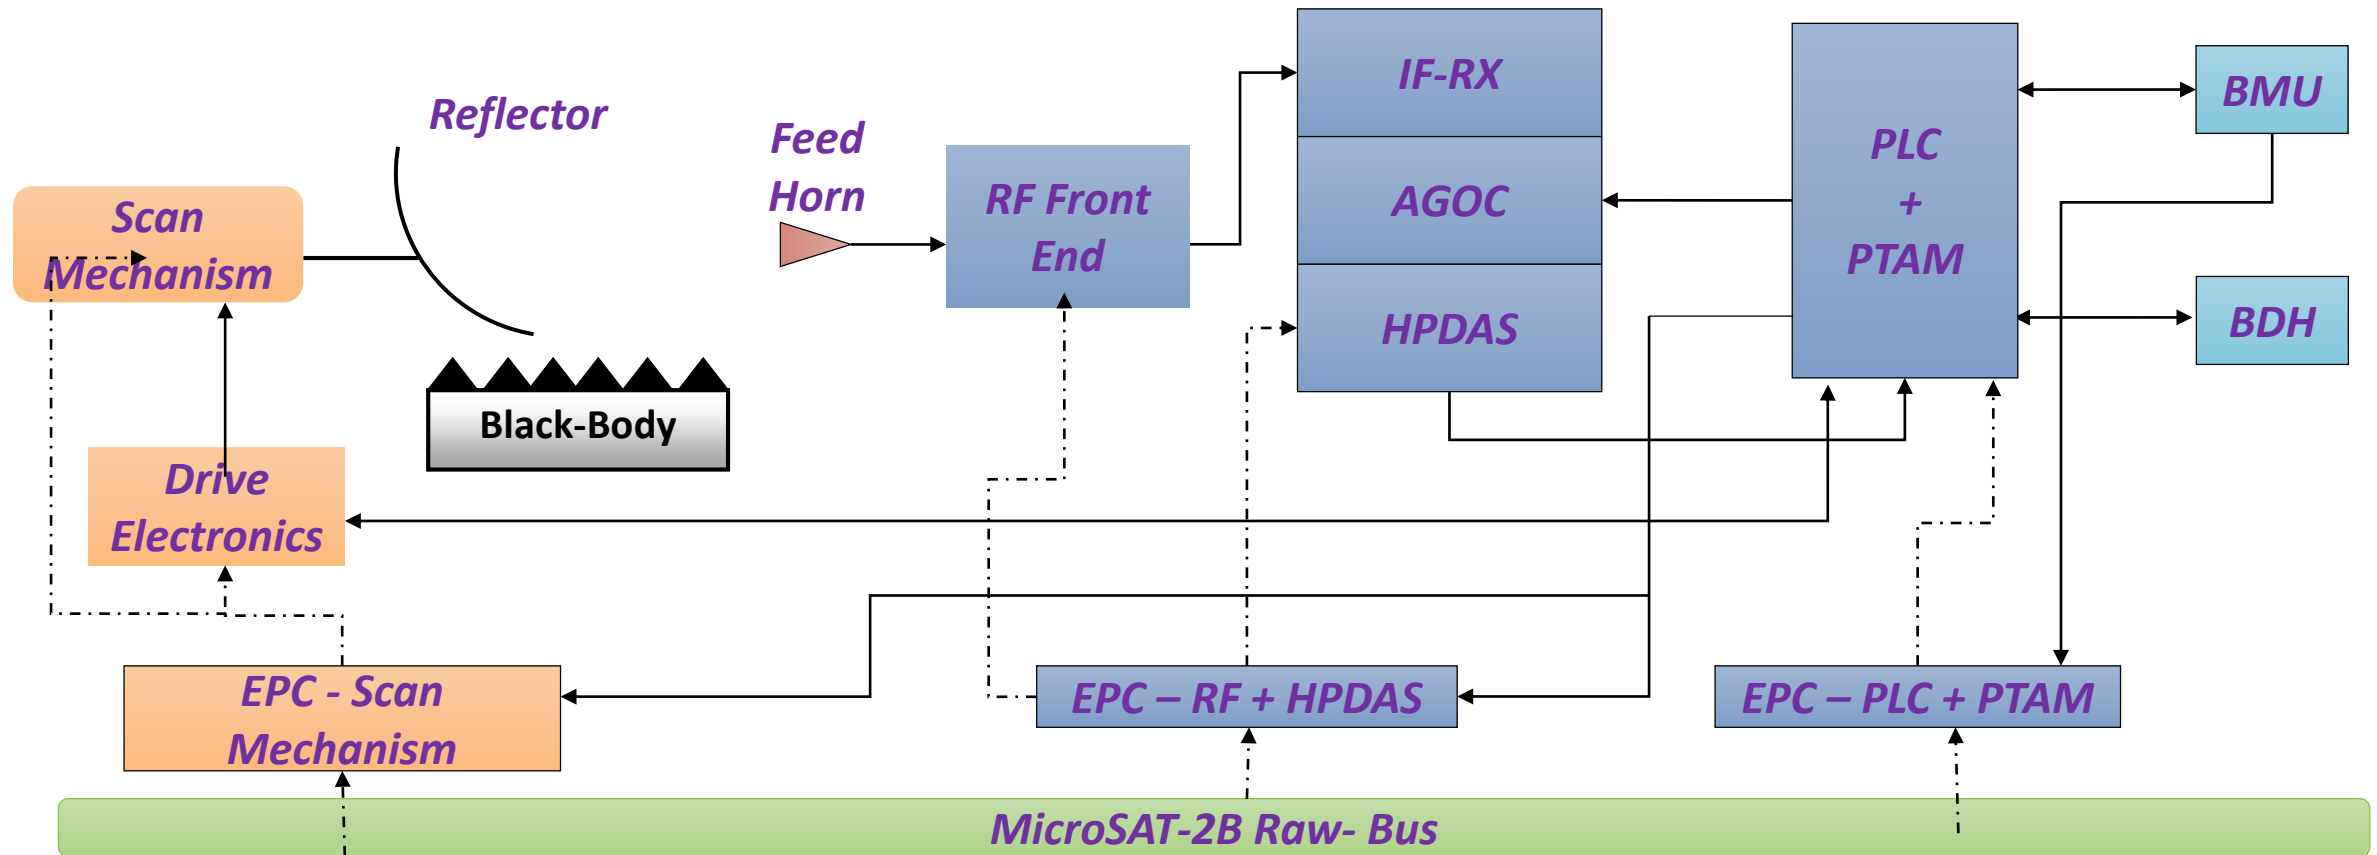 Reflector
Scan
Mechanism
Feed
Horn
RF Front
End
IF-RX
AGOC
HPDAS
PLC
+
PTAM
BMU
BDH
Black-Body
Drive
Electronics
EPC - Scan
Mechanism
EPC – RF + HPDAS
EPC – PLC + PTAM
MicroSAT-2B Raw- Bus